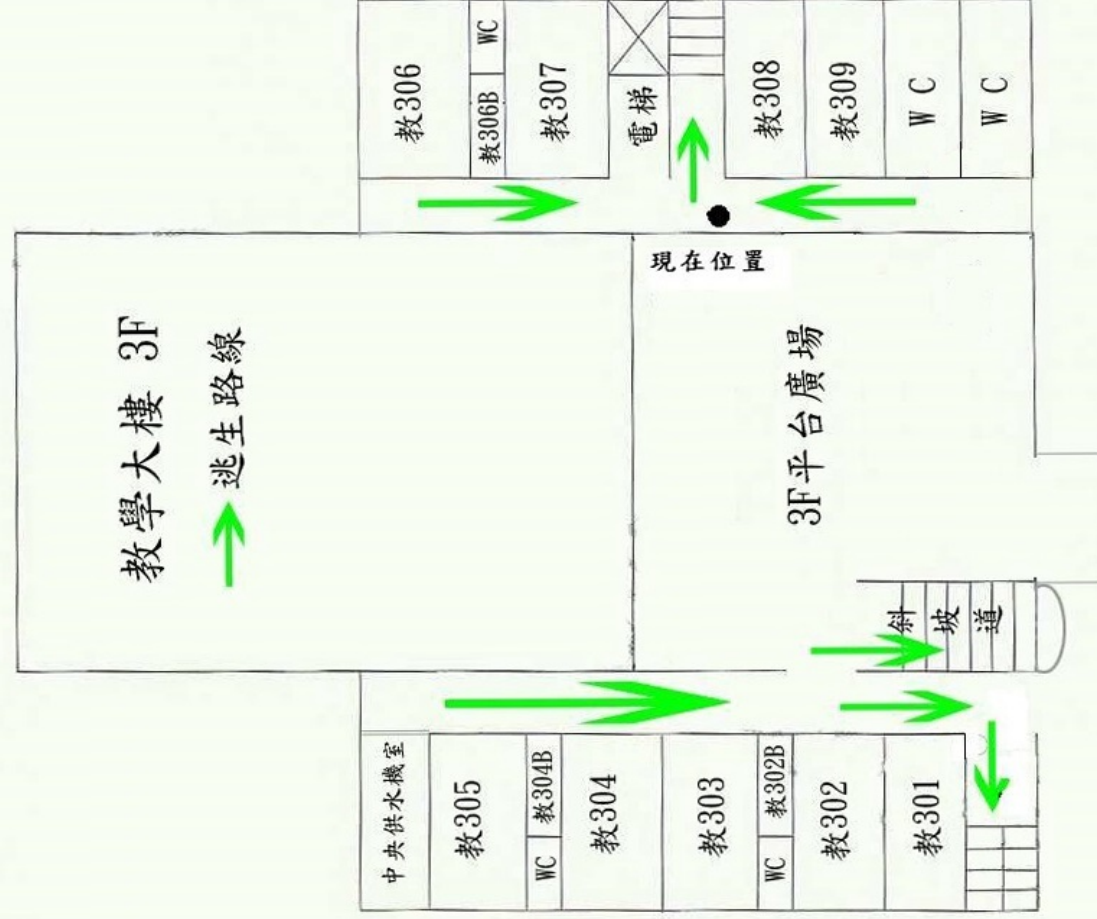 教306
WC
教306B
教307
電梯
教308
教309
WC
WC
現在位置
教學大樓 3F
逃生路線
3F平台廣場
斜坡道
中央供水機室
教305
教304B
WC
教304
教303
教302B
WC
教302
教301